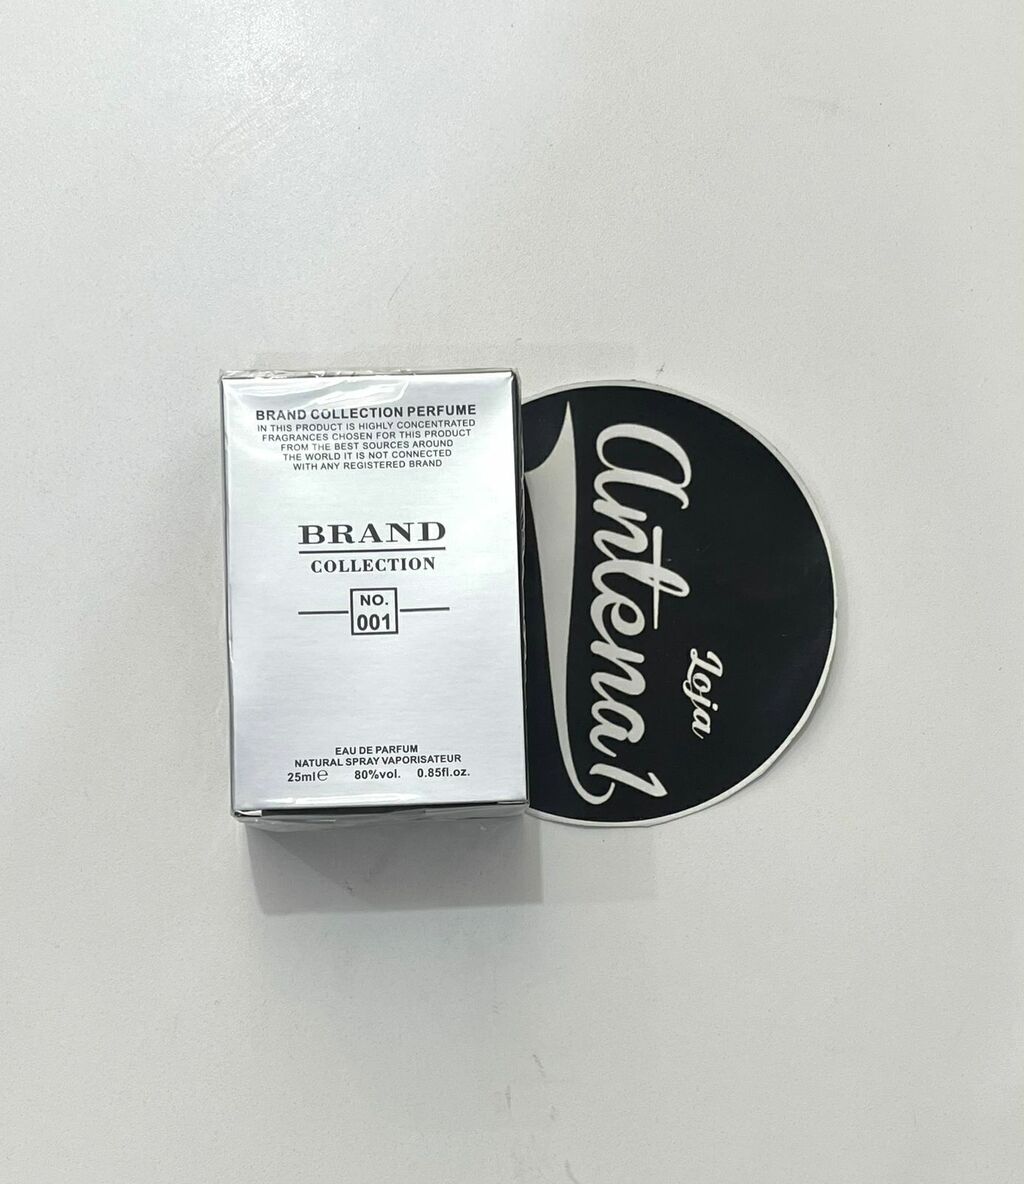 BRAND COLLECTION PERFUME
IN THIS PRODUCT IS HIGHLY CONCENTRATED
FRAGRANCES CHOSEN FOR THIS PRODUCT
FROM THE BEST SOURCES AROUND
THE WORLD IT IS NOT CONNECTED
WITH ANY REGISTERED BRAND
BRAND
COLLECTION
NO.
001
EAU DE PARFUM
NATURAL SPRAY VAPORISATEUR
25ml℮ 80%vol. 0.85fl.oz.
Loja
antenal